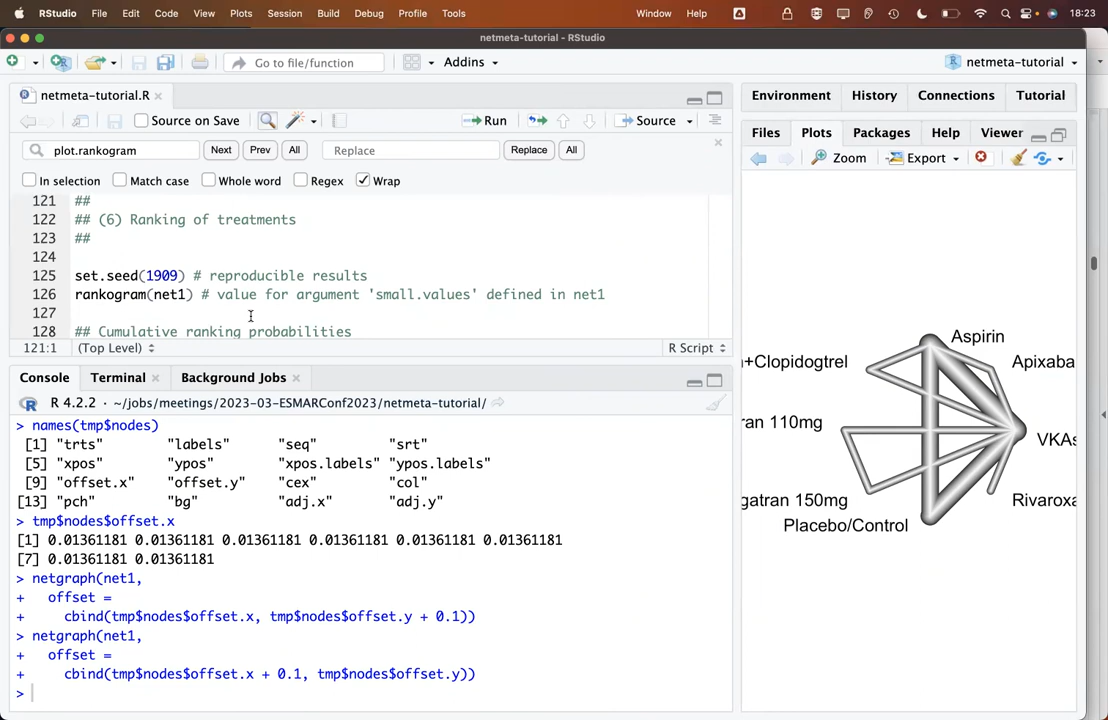 RStudio File Edit Code View Plots Session Build Debug Profile Tools Window Help 18:23
netmeta-tutorial - RStudio
Go to file/function Addins netmeta-tutorial
netmeta-tutorial.R
Source on Save Run Source
plot.rankogram Next Prev All Replace Replace All
In selection Match case Whole word Regex Wrap
121 ##
122 ## (6) Ranking of treatments
123 ##
124
125 set.seed(1909) # reproducible results
126 rankogram(net1) # value for argument 'small.values' defined in net1
127
128 ## Cumulative ranking probabilities
121:1 (Top Level) R Script
Console Terminal Background Jobs
R 4.2.2 · ~/jobs/meetings/2023-03-ESMARConf2023/netmeta-tutorial/
> names(tmp$nodes)
[1] "trts" "labels" "seq" "srt"
[5] "xpos" "ypos" "xpos.labels" "ypos.labels"
[9] "offset.x" "offset.y" "cex" "col"
[13] "pch" "bg" "adj.x" "adj.y"
> tmp$nodes$offset.x
[1] 0.01361181 0.01361181 0.01361181 0.01361181 0.01361181 0.01361181
[7] 0.01361181 0.01361181
> netgraph(net1,
+ offset =
+ cbind(tmp$nodes$offset.x, tmp$nodes$offset.y + 0.1))
> netgraph(net1,
+ offset =
+ cbind(tmp$nodes$offset.x + 0.1, tmp$nodes$offset.y))
>
Environment History Connections Tutorial
Files Plots Packages Help Viewer
Zoom Export
Aspirin
n+Clopidogtrel Apixaba
ran 110mg
VKAs
gatran 150mg Rivaroxa
Placebo/Control